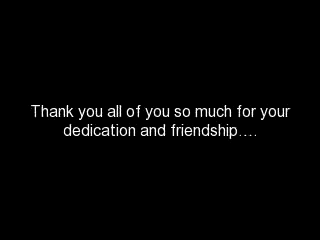 Thank you all of you so much for your
dedication and friendship….